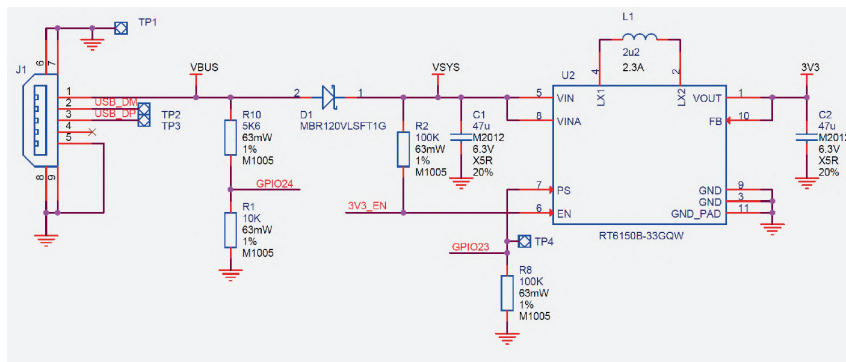 TP1
J1
6
7
1
2
3
4
5
8
9
USB_DM
USB_DP
TP2
TP3
VBUS
R10
5K6
63mW
1%
M1005
GPIO24
R1
10K
63mW
1%
M1005
2
1
D1
MBR120VLSFT1G
VSYS
R2
100K
63mW
1%
M1005
C1
47u
M2012
6.3V
X5R
20%
3V3_EN
GPIO23
TP4
R8
100K
63mW
1%
M1005
L1
2u2
2.3A
U2
4
2
LX1
LX2
5
VIN
8
VINA
7
PS
6
EN
VOUT
1
FB
10
GND
9
GND
3
GND_PAD
11
RT6150B-33GQW
3V3
C2
47u
M2012
6.3V
X5R
20%